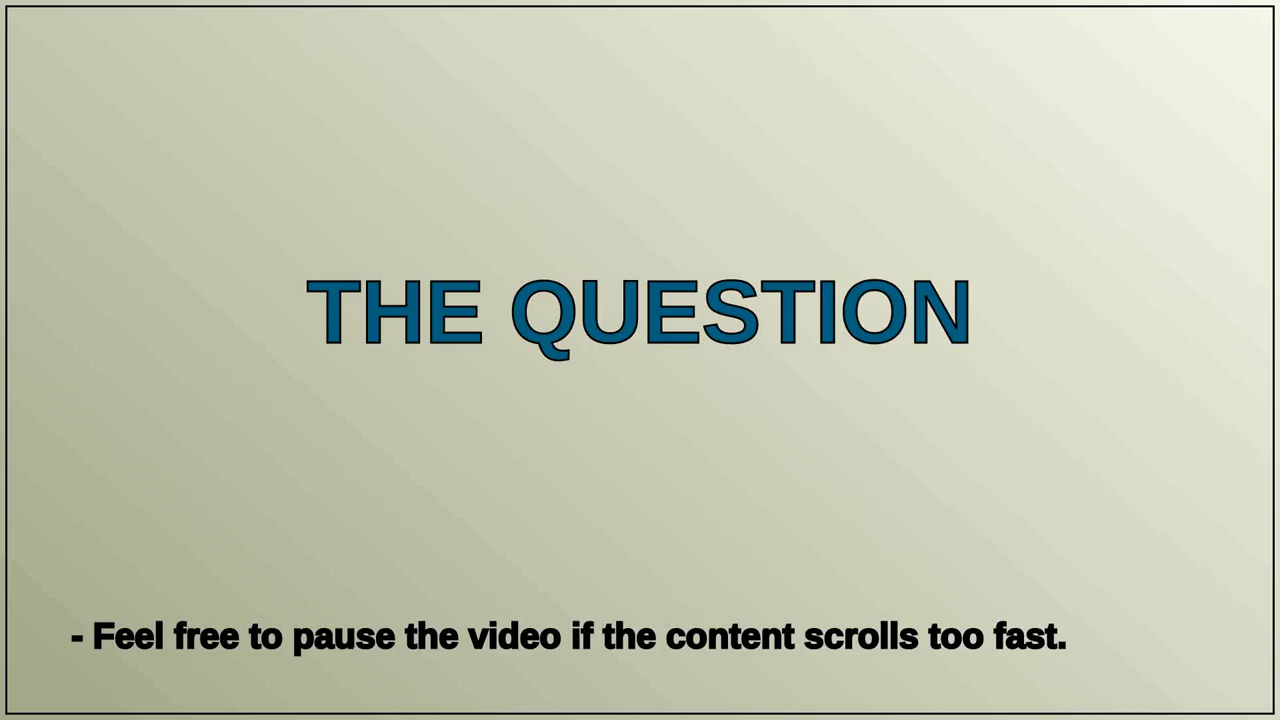 THE QUESTION
- Feel free to pause the video if the content scrolls too fast.